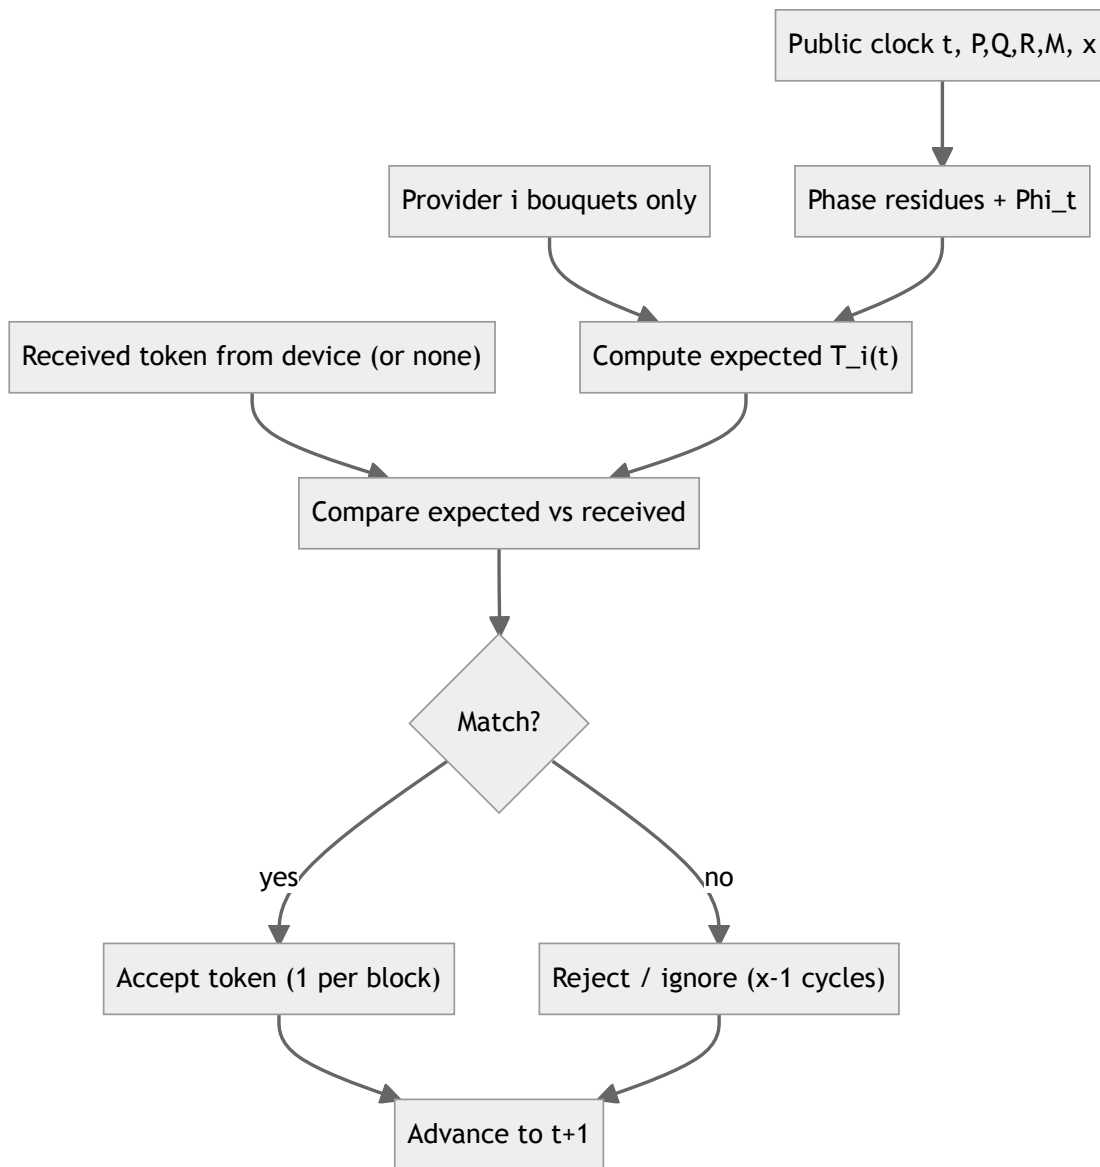 Public clock t, P,Q,R,M, x
Provider i bouquets only
Phase residues + Phi_t
Received token from device (or none)
Compute expected T_i(t)
Compare expected vs received
Match?
yes
no
Accept token (1 per block)
Reject / ignore (x-1 cycles)
Advance to t+1